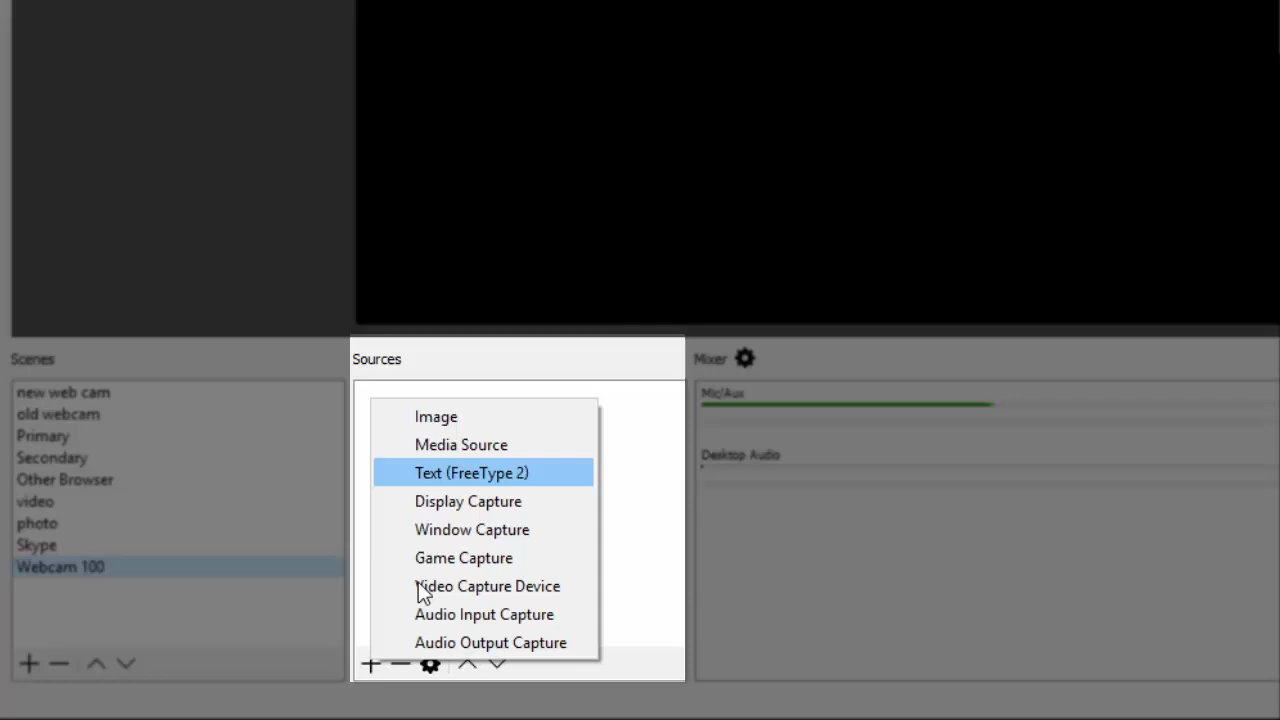 Scenes
new web cam
old webcam
Primary
Secondary
Other Browser
video
photo
Skype
Webcam 100
Sources
Image
Media Source
Text (FreeType 2)
Display Capture
Window Capture
Game Capture
Video Capture Device
Audio Input Capture
Audio Output Capture
Mixer
Mic/Aux
Desktop Audio